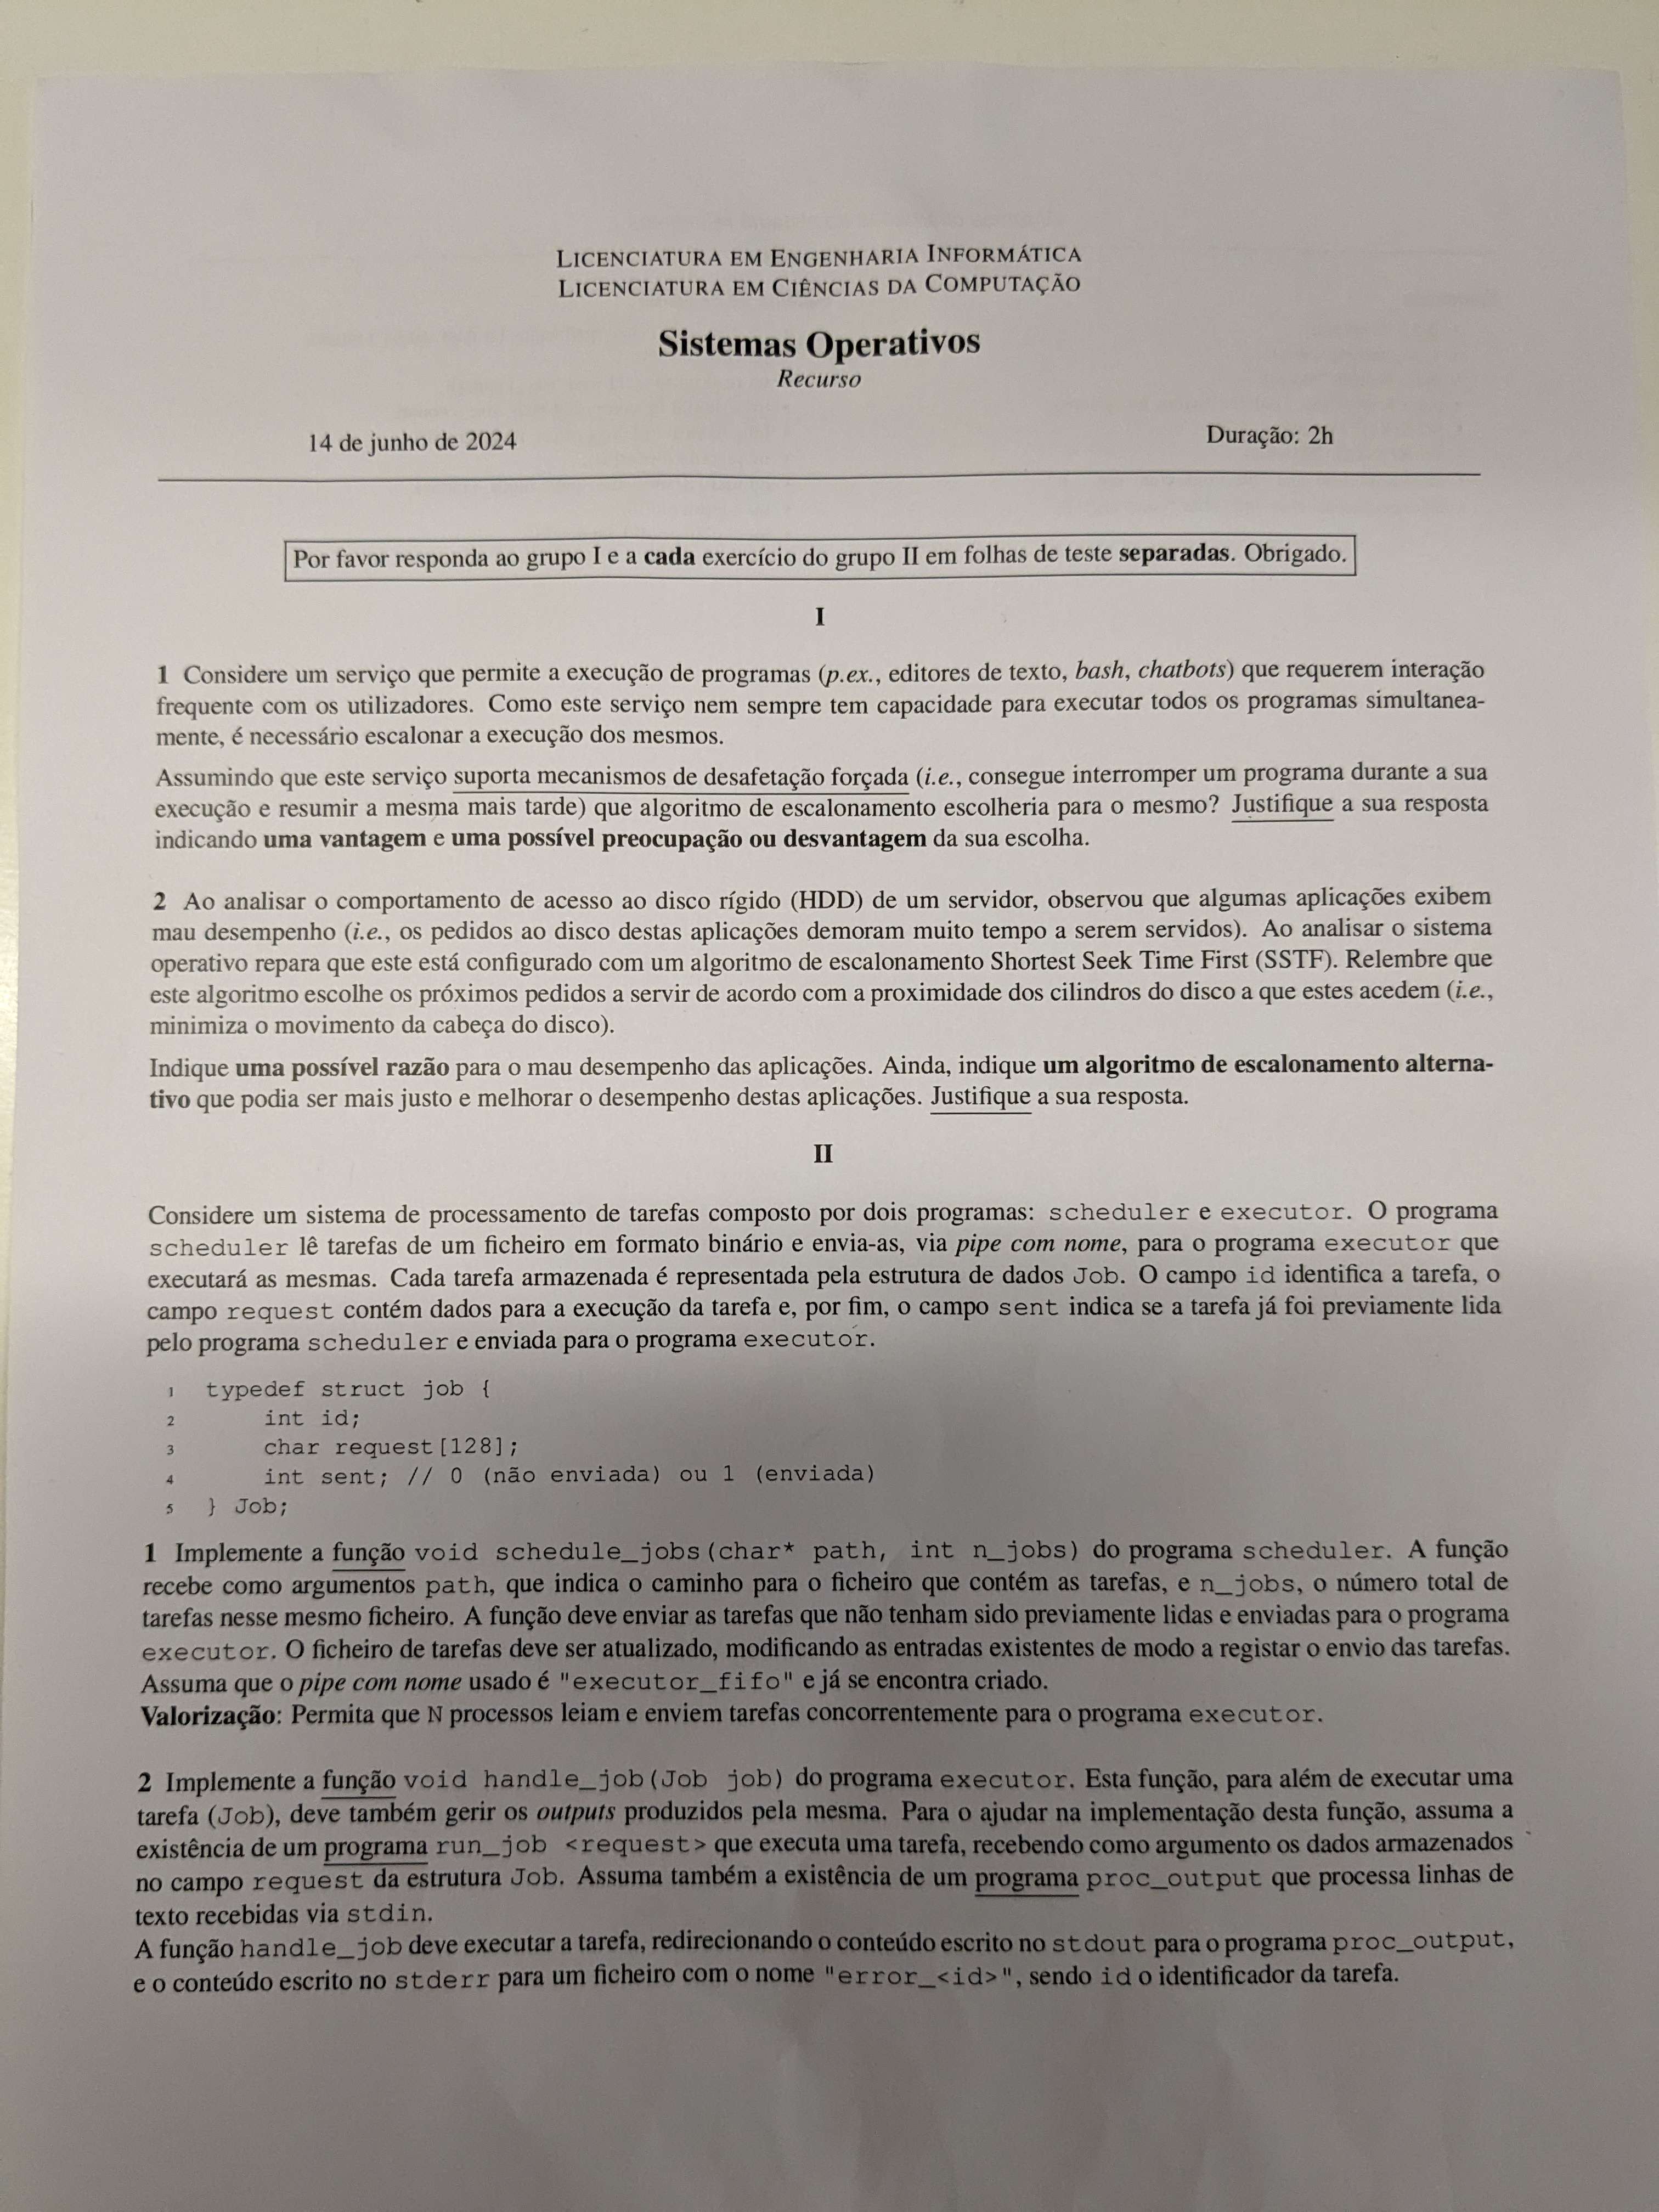 LICENCIATURA EM ENGENHARIA INFORMÁTICA
LICENCIATURA EM CIÊNCIAS DA COMPUTAÇÃO
Sistemas Operativos
Recurso
14 de junho de 2024
Duração: 2h
Por favor responda ao grupo I e a cada exercício do grupo II em folhas de teste separadas. Obrigado.
I
1 Considere um serviço que permite a execução de programas (p.ex., editores de texto, bash, chatbots) que requerem interação
frequente com os utilizadores. Como este serviço nem sempre tem capacidade para executar todos os programas simultanea-
mente, é necessário escalonar a execução dos mesmos.
Assumindo que este serviço suporta mecanismos de desafetação forçada (i.e., consegue interromper um programa durante a sua
execução e resumir a mesma mais tarde) que algoritmo de escalonamento escolheria para o mesmo? Justifique a sua resposta
indicando uma vantagem e uma possível preocupação ou desvantagem da sua escolha.
2 Ao analisar o comportamento de acesso ao disco rígido (HDD) de um servidor, observou que algumas aplicações exibem
mau desempenho (i.e., os pedidos ao disco destas aplicações demoram muito tempo a serem servidos). Ao analisar o sistema
operativo repara que este está configurado com um algoritmo de escalonamento Shortest Seek Time First (SSTF). Relembre que
este algoritmo escolhe os próximos pedidos a servir de acordo com a proximidade dos cilindros do disco a que estes acedem (i.e.,
minimiza o movimento da cabeça do disco).
Indique uma possível razão para o mau desempenho das aplicações. Ainda, indique um algoritmo de escalonamento alterna-
tivo que podia ser mais justo e melhorar o desempenho destas aplicações. Justifique a sua resposta.
II
Considere um sistema de processamento de tarefas composto por dois programas: scheduler e executor. O programa
scheduler lê tarefas de um ficheiro em formato binário e envia-as, via pipe com nome, para o programa executor que
executará as mesmas. Cada tarefa armazenada é representada pela estrutura de dados Job. O campo id identifica a tarefa, o
campo request contém dados para a execução da tarefa e, por fim, o campo sent indica se a tarefa já foi previamente lida
pelo programa scheduler e enviada para o programa executor.
1 typedef struct job {
2 int id;
3 char request[128];
4 int sent; // 0 (não enviada) ou 1 (enviada)
5 } Job;
1 Implemente a função void schedule_jobs(char* path, int n_jobs) do programa scheduler. A função
recebe como argumentos path, que indica o caminho para o ficheiro que contém as tarefas, e n_jobs, o número total de
tarefas nesse mesmo ficheiro. A função deve enviar as tarefas que não tenham sido previamente lidas e enviadas para o programa
executor. O ficheiro de tarefas deve ser atualizado, modificando as entradas existentes de modo a registar o envio das tarefas.
Assuma que o pipe com nome usado é "executor_fifo" e já se encontra criado.
Valorização: Permita que N processos leiam e enviem tarefas concorrentemente para o programa executor.
2 Implemente a função void handle_job(Job job) do programa executor. Esta função, para além de executar uma
tarefa (Job), deve também gerir os outputs produzidos pela mesma. Para o ajudar na implementação desta função, assuma a
existência de um programa run_job <request> que executa uma tarefa, recebendo como argumento os dados armazenados
no campo request da estrutura Job. Assuma também a existência de um programa proc_output que processa linhas de
texto recebidas via stdin.
A função handle_job deve executar a tarefa, redirecionando o conteúdo escrito no stdout para o programa proc_output,
e o conteúdo escrito no stderr para um ficheiro com o nome "error_<id>", sendo id o identificador da tarefa.